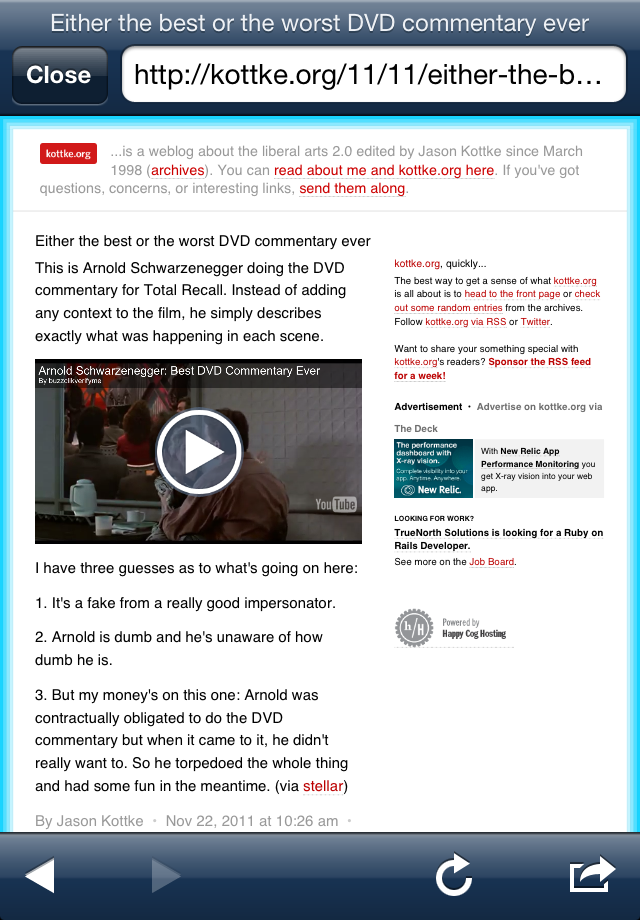 Either the best or the worst DVD commentary ever
Close
http://kottke.org/11/11/either-the-b...
kottke.org
...is a weblog about the liberal arts 2.0 edited by Jason Kottke since March
1998 (archives). You can read about me and kottke.org here. If you've got
questions, concerns, or interesting links, send them along.
Either the best or the worst DVD commentary ever
This is Arnold Schwarzenegger doing the DVD
commentary for Total Recall. Instead of adding
any context to the film, he simply describes
exactly what was happening in each scene.
Arnold Schwarzenegger: Best DVD Commentary Ever
By buzzclikverifyme
YouTube
I have three guesses as to what's going on here:
1. It's a fake from a really good impersonator.
2. Arnold is dumb and he's unaware of how
dumb he is.
3. But my money's on this one: Arnold was
contractually obligated to do the DVD
commentary but when it came to it, he didn't
really want to. So he torpedoed the whole thing
and had some fun in the meantime. (via stellar)
By Jason Kottke • Nov 22, 2011 at 10:26 am •
kottke.org, quickly...
The best way to get a sense of what kottke.org
is all about is to head to the front page or check
out some random entries from the archives.
Follow kottke.org via RSS or Twitter.
Want to share your something special with
kottke.org's readers? Sponsor the RSS feed
for a week!
Advertisement • Advertise on kottke.org via
The Deck
The performance
dashboard with
X-ray vision.
Complete visibility into your
app. Anytime. Anywhere.
New Relic.
With New Relic App
Performance Monitoring you
get X-ray vision into your web
app.
LOOKING FOR WORK?
TrueNorth Solutions is looking for a Ruby on
Rails Developer.
See more on the Job Board.
h/H
Powered by
Happy Cog Hosting